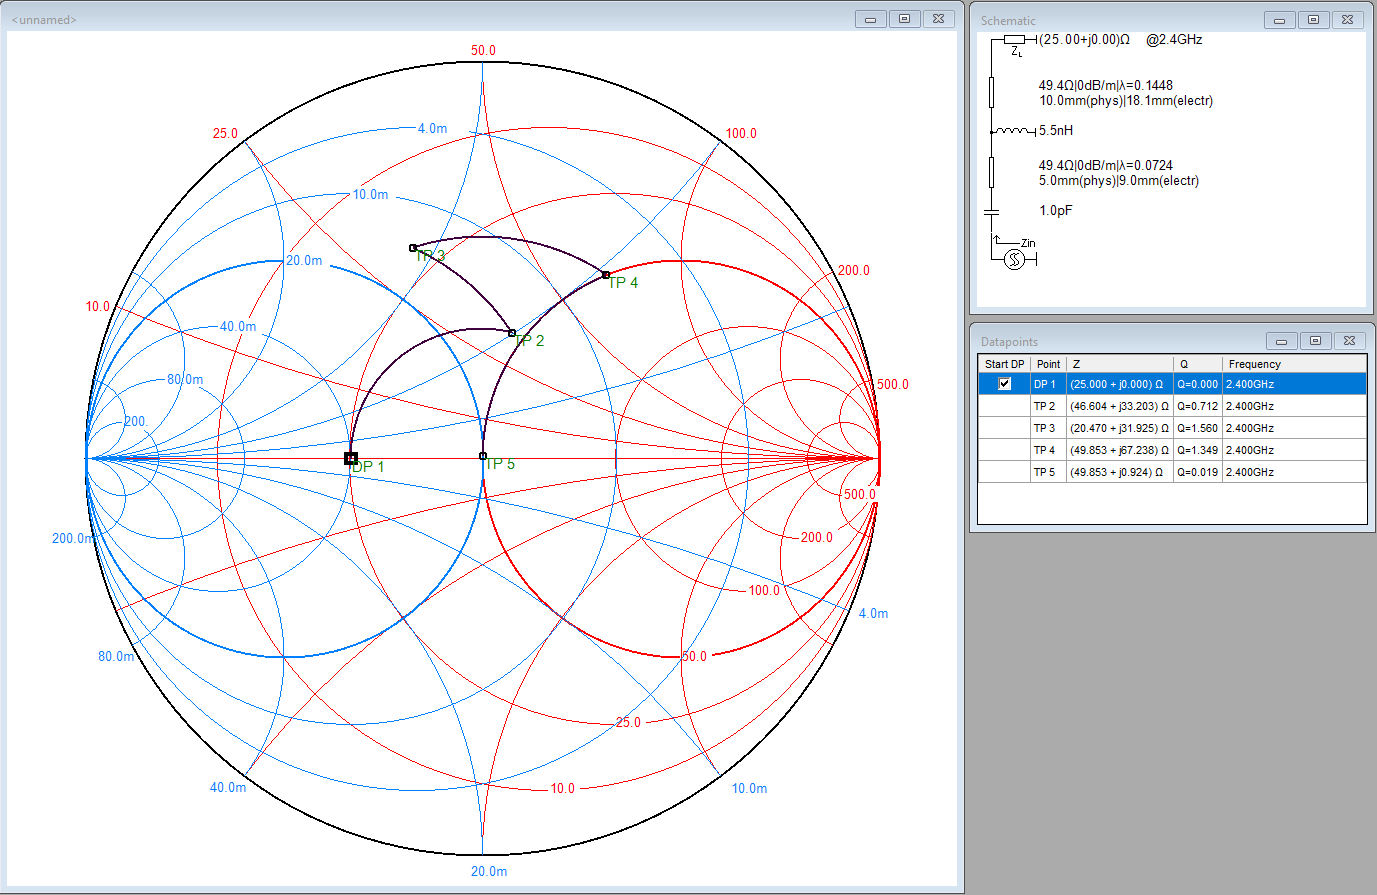 <unnamed>
50.0
25.0
4.0m
100.0
10.0m
20.0m
200.0
10.0
40.0m
80.0m
500.0
200.
TP 3
TP 4
TP 2
DP 1
TP 5
500.0
200.0m
200.0
100.0
4.0m
80.0m
50.0
25.0
40.0m
10.0
10.0m
20.0m
Schematic
(25.00+j0.00)Ω @2.4GHz
ZL
49.4Ω|0dB/m|λ=0.1448
10.0mm(phys)|18.1mm(electr)
5.5nH
49.4Ω|0dB/m|λ=0.0724
5.0mm(phys)|9.0mm(electr)
1.0pF
Zin
Datapoints
Start DP Point Z Q Frequency
DP 1 (25.000 + j0.000) Ω Q=0.000 2.400GHz
TP 2 (46.604 + j33.203) Ω Q=0.712 2.400GHz
TP 3 (20.470 + j31.925) Ω Q=1.560 2.400GHz
TP 4 (49.853 + j67.238) Ω Q=1.349 2.400GHz
TP 5 (49.853 + j0.924) Ω Q=0.019 2.400GHz